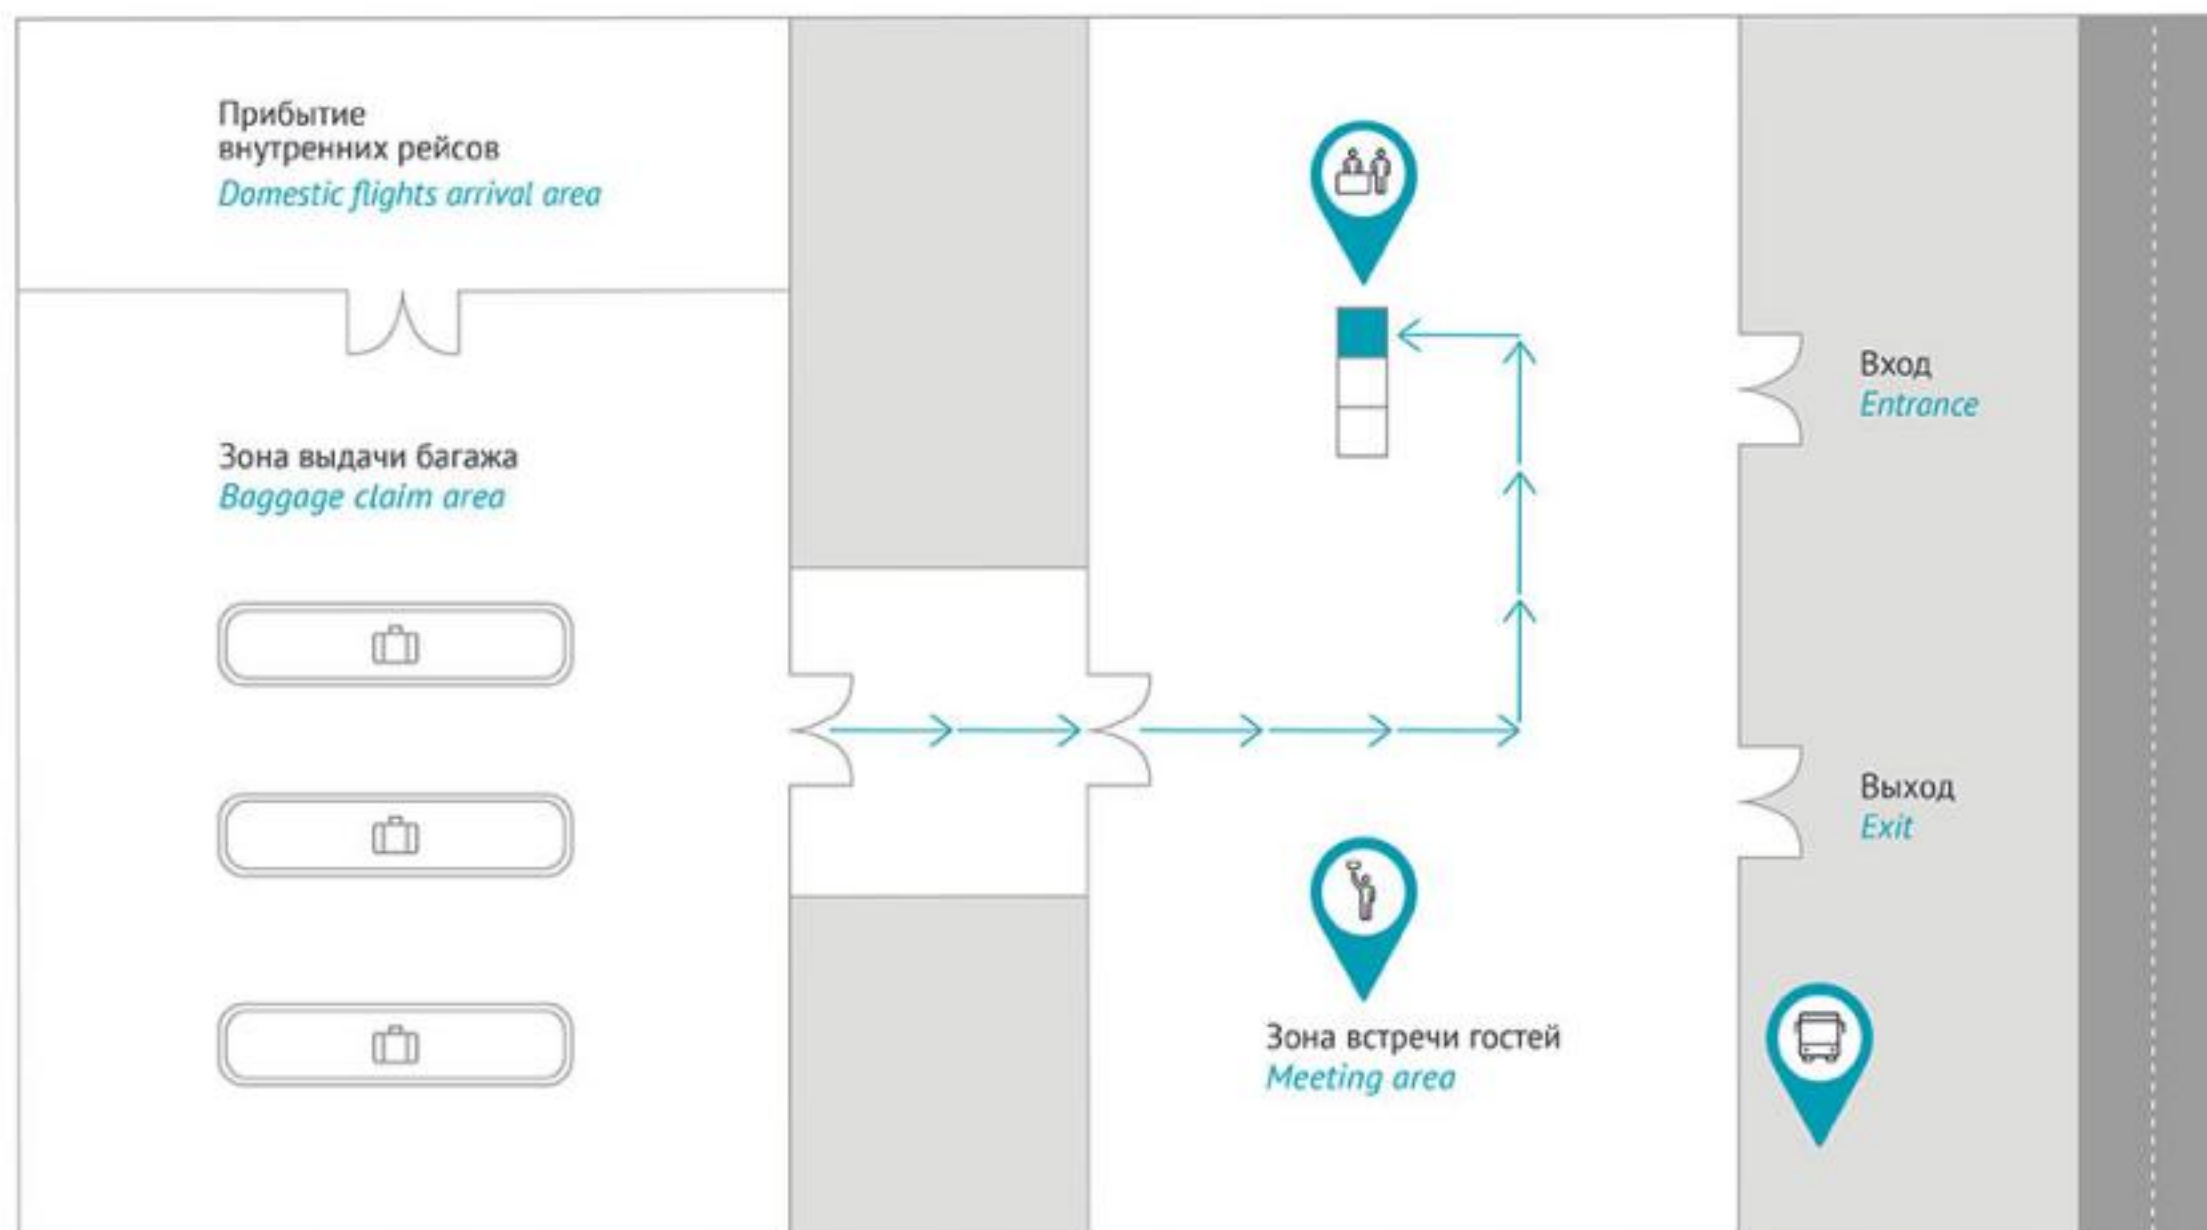 Прибытие
внутренних рейсов
Domestic flights arrival area
Зона выдачи багажа
Baggage claim area
Вход
Entrance
Выход
Exit
Зона встречи гостей
Meeting area